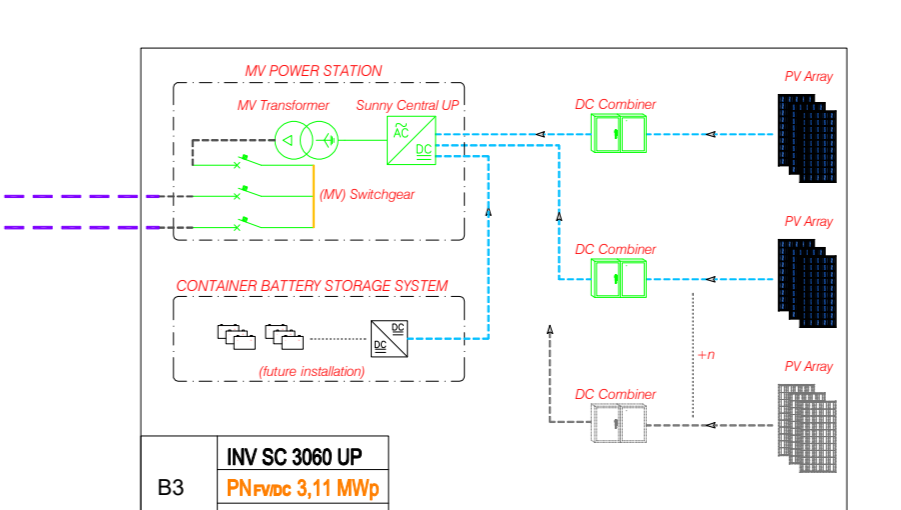 MV POWER STATION
PV Array
MV Transformer
Sunny Central UP
DC Combiner
AC
DC
(MV) Switchgear
PV Array
DC Combiner
CONTAINER BATTERY STORAGE SYSTEM
DC
DC
(future installation)
+n
PV Array
DC Combiner
INV SC 3060 UP
B3
PNFV/DC 3,11 MWp